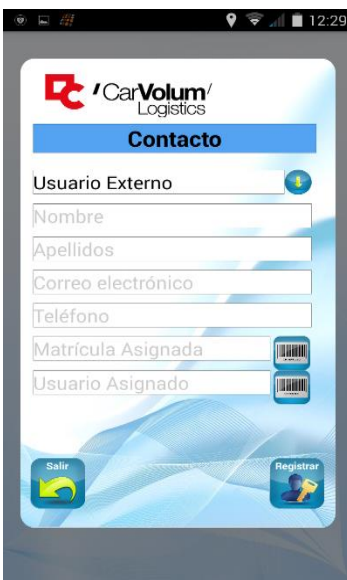 12:29
'CarVolum'
Logistics
Contacto
Usuario Externo
Nombre
Apellidos
Correo electrónico
Teléfono
Matrícula Asignada
Usuario Asignado
Salir
Registrar